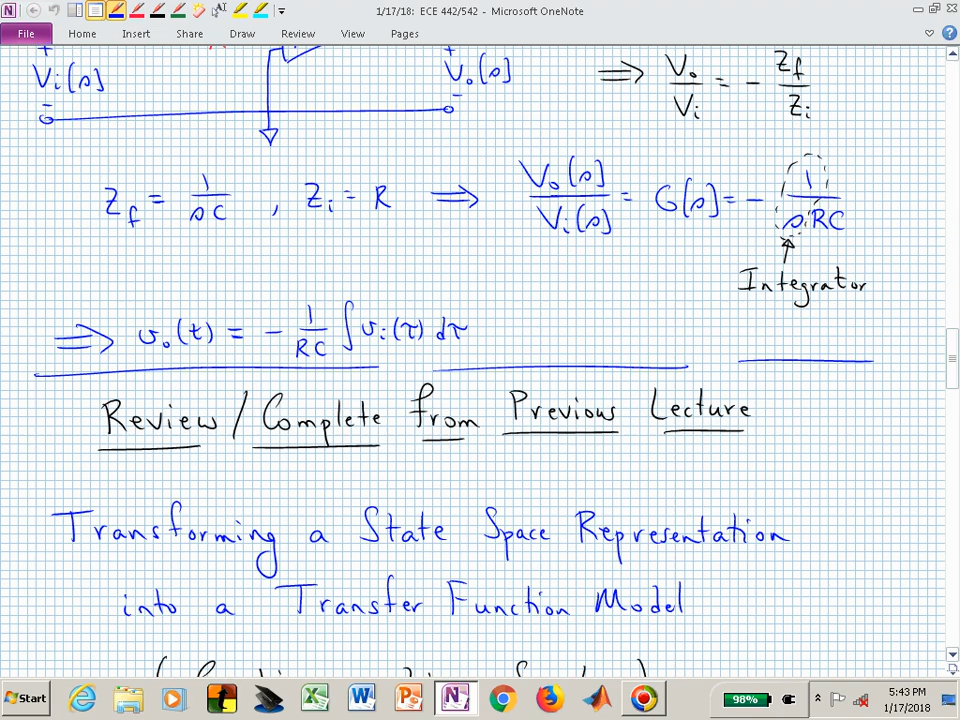 1/17/18: ECE 442/542 - Microsoft OneNote
File Home Insert Share Draw Review View Pages
+ +
Vi(s) Vo(s) ⟹ Vo/Vi = - Zf/Zi
- -
Zf = 1/sC , Zi = R ⟹ Vo(s)/Vi(s) = G(s) = - 1/sRC
Integrator
⟹ vo(t) = - 1/RC ∫ vi(τ) dτ
Review / Complete from Previous Lecture
Transforming a State Space Representation
into a Transfer Function Model
Start 98% 5:43 PM
1/17/2018